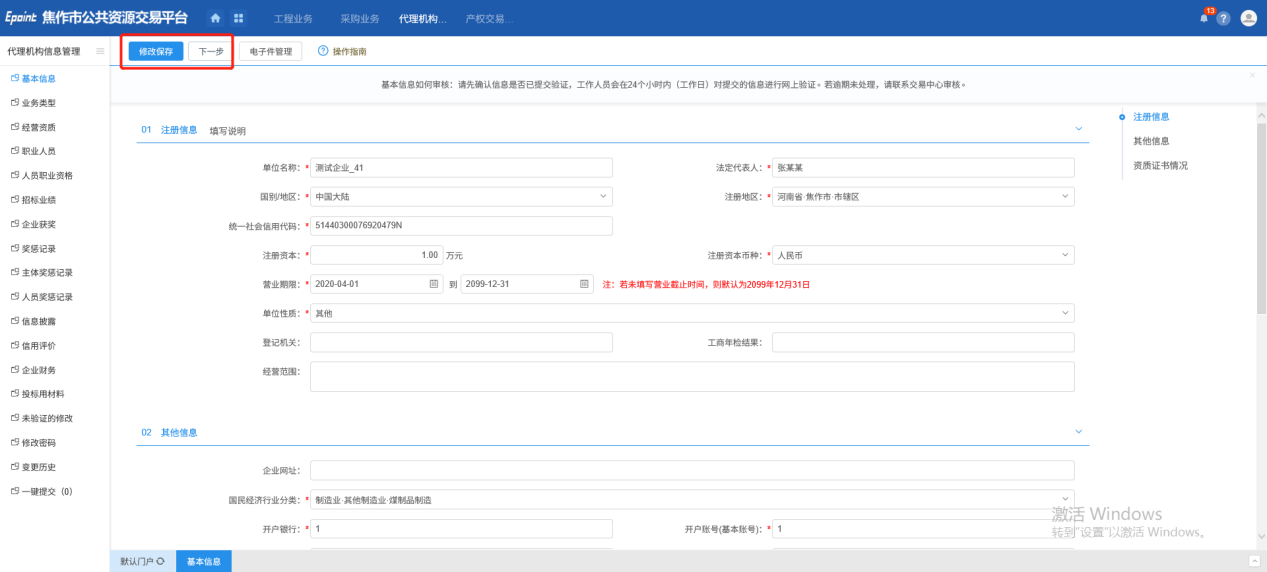 Epoint 焦作市公共资源交易平台
工程业务 采购业务 代理机构... 产权交易... 13
代理机构信息管理
修改保存 下一步 电子件管理 操作指南
基本信息如何审核：请先确认信息是否已提交验证，工作人员会在24个小时内（工作日）对提交的信息进行网上验证。若逾期未处理，请联系交易中心审核。
基本信息
业务类型
经营资质
职业人员
人员职业资格
招标业绩
企业获奖
奖惩记录
主体奖惩记录
人员奖惩记录
信息披露
信用评价
企业财务
投标用材料
未验证的修改
修改密码
变更历史
一键提交（0）
01 注册信息 填写说明
单位名称：* 测试企业_41 法定代表人：* 张某某
国别/地区：* 中国大陆 注册地区：* 河南省·焦作市·市辖区
统一社会信用代码：* 51440300076920479N
注册资本：* 1.00 万元 注册资本币种：* 人民币
营业期限：* 2020-04-01 到 2099-12-31 注：若未填写营业截止时间，则默认为2099年12月31日
单位性质：* 其他
登记机关： 工商年检结果：
经营范围：
02 其他信息
企业网址：
国民经济行业分类：* 制造业·其他制造业·煤制品制造
开户银行：* 1 开户账号(基本账号)：* 1
注册信息
其他信息
资质证书情况
激活 Windows
转到"设置"以激活 Windows。
默认门户 基本信息